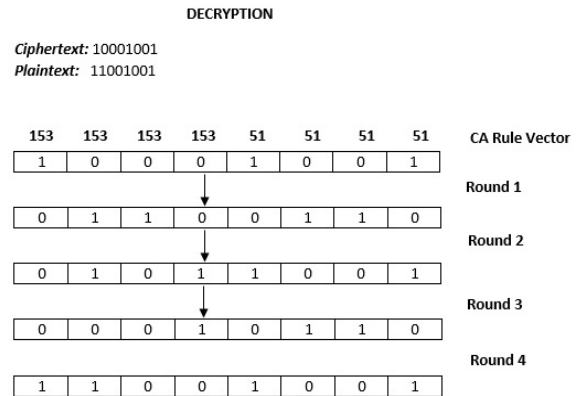 DECRYPTION
Ciphertext: 10001001
Plaintext: 11001001
153 153 153 153 51 51 51 51 CA Rule Vector
1 0 0 0 1 0 0 1
Round 1
0 1 1 0 0 1 1 0
Round 2
0 1 0 1 1 0 0 1
Round 3
0 0 0 1 0 1 1 0
Round 4
1 1 0 0 1 0 0 1